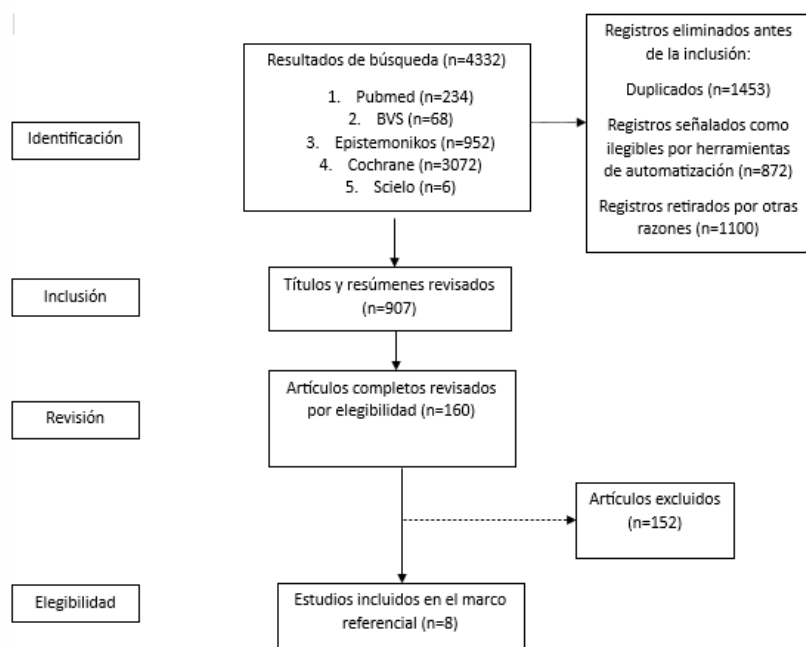 Identificación
Resultados de búsqueda (n=4332)
1. Pubmed (n=234)
2. BVS (n=68)
3. Epistemonikos (n=952)
4. Cochrane (n=3072)
5. Scielo (n=6)
Registros eliminados antes
de la inclusión:
Duplicados (n=1453)
Registros señalados como
ilegibles por herramientas
de automatización (n=872)
Registros retirados por otras
razones (n=1100)
Inclusión
Títulos y resúmenes revisados
(n=907)
Revisión
Artículos completos revisados
por elegibilidad (n=160)
Artículos excluidos
(n=152)
Elegibilidad
Estudios incluidos en el marco
referencial (n=8)